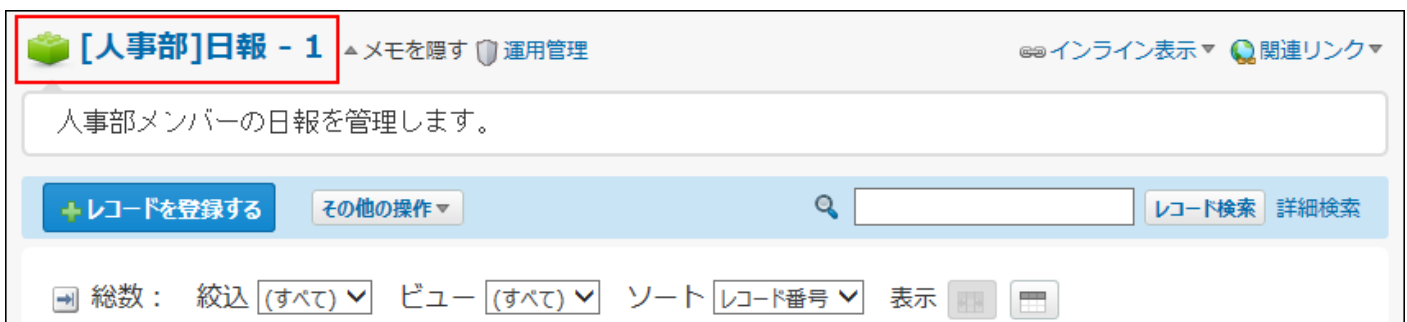 [人事部]日報 - 1 ▲メモを隠す 運用管理 インライン表示▼ 関連リンク▼
人事部メンバーの日報を管理します。
レコードを登録する その他の操作▼ レコード検索 詳細検索
総数： 絞込 (すべて) ビュー (すべて) ソート レコード番号 表示